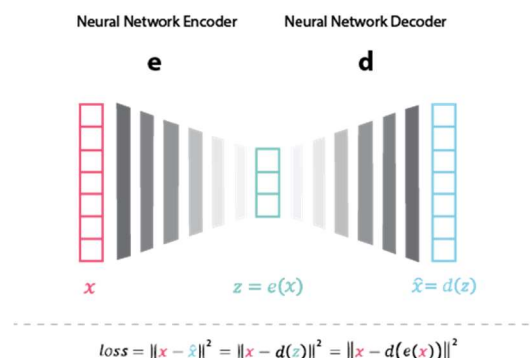 Neural Network Encoder Neural Network Decoder
e d
x z = e(x) x̂ = d(z)
loss = ‖x − x̂‖² = ‖x − d(z)‖² = ‖x − d(e(x))‖²